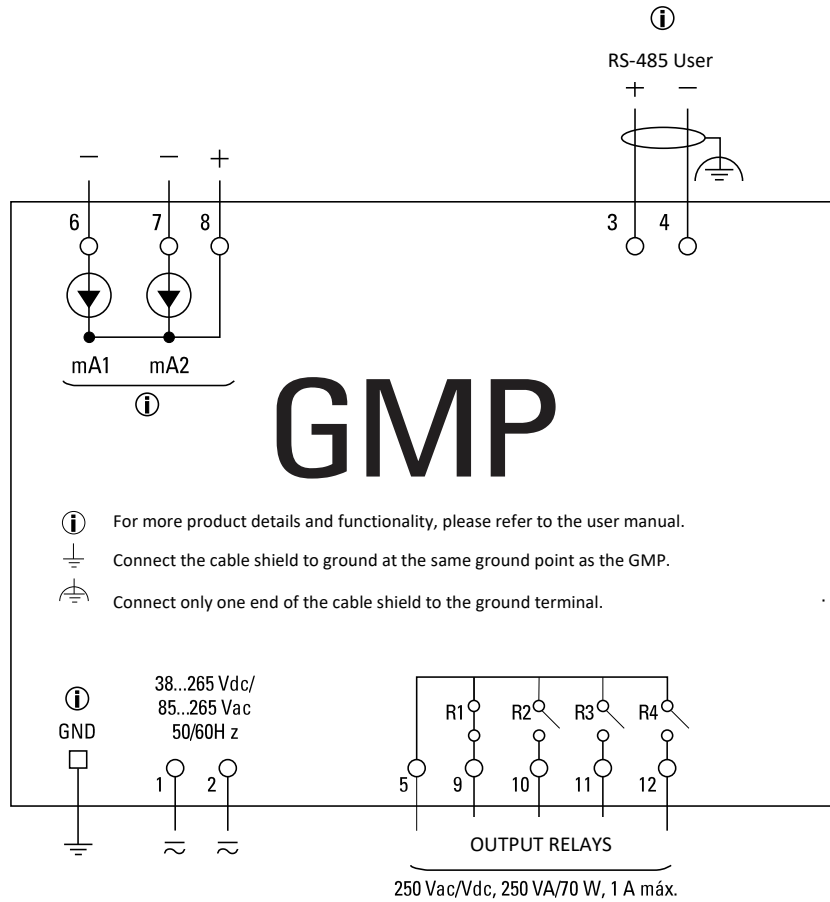 RS-485 User
+ —
— — +
6 7 8
3 4
mA1 mA2
GMP
For more product details and functionality, please refer to the user manual.
Connect the cable shield to ground at the same ground point as the GMP.
Connect only one end of the cable shield to the ground terminal.
38...265 Vdc/
85...265 Vac
50/60H z
GND
R1 R2 R3 R4
1 2
5 9 10 11 12
OUTPUT RELAYS
250 Vac/Vdc, 250 VA/70 W, 1 A máx.